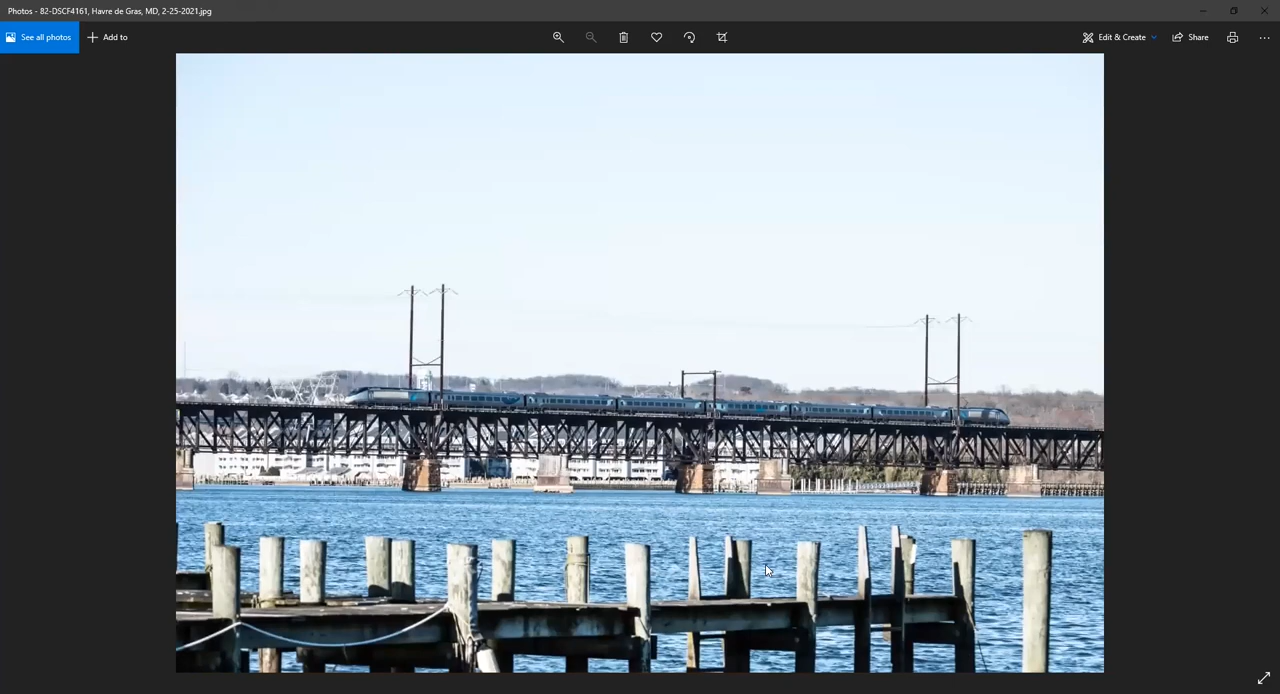 Photos - 82-DSCF4161, Havre de Gras, MD, 2-25-2021.jpg
See all photos
Add to
Edit & Create
Share